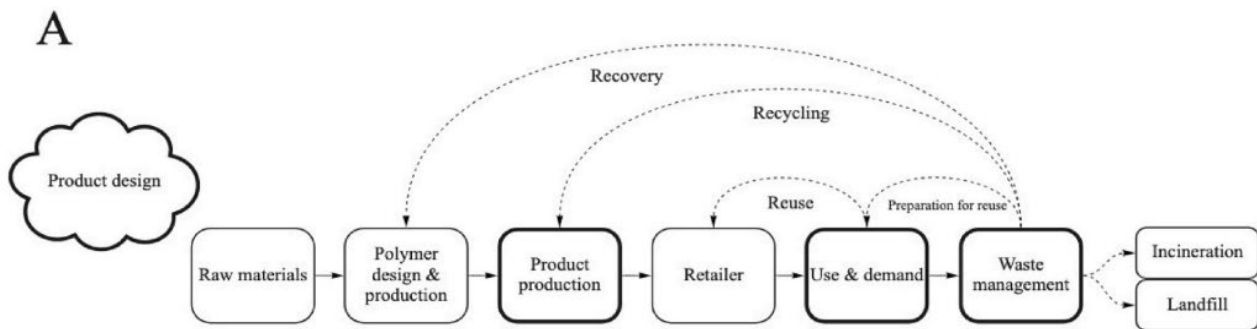 A
Recovery
Recycling
Product design
Reuse
Preparation for reuse
Raw materials
Polymer
design &
production
Product
production
Retailer
Use & demand
Waste
management
Incineration
Landfill